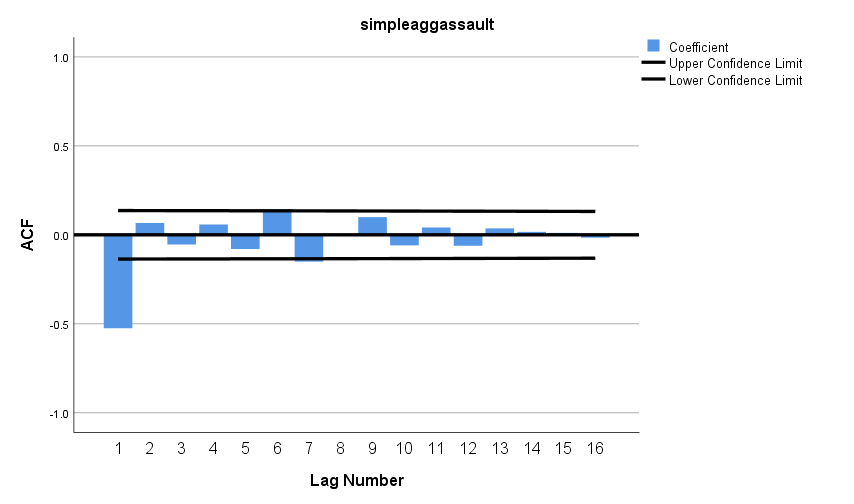 simpleaggassault
Coefficient
Upper Confidence Limit
Lower Confidence Limit
1.0
0.5
0.0
-0.5
-1.0
ACF
1 2 3 4 5 6 7 8 9 10 11 12 13 14 15 16
Lag Number